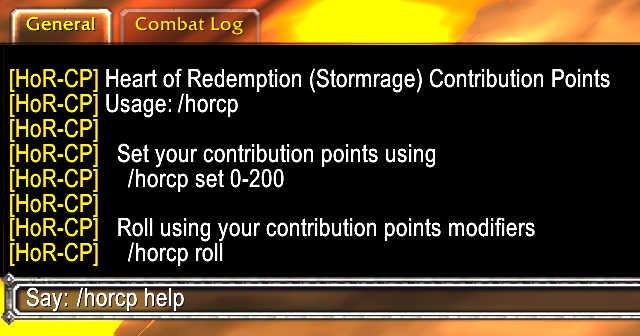 General
Combat Log
[HoR-CP] Heart of Redemption (Stormrage) Contribution Points
[HoR-CP] Usage: /horcp
[HoR-CP]
[HoR-CP] Set your contribution points using
[HoR-CP] /horcp set 0-200
[HoR-CP]
[HoR-CP] Roll using your contribution points modifiers
[HoR-CP] /horcp roll
Say: /horcp help